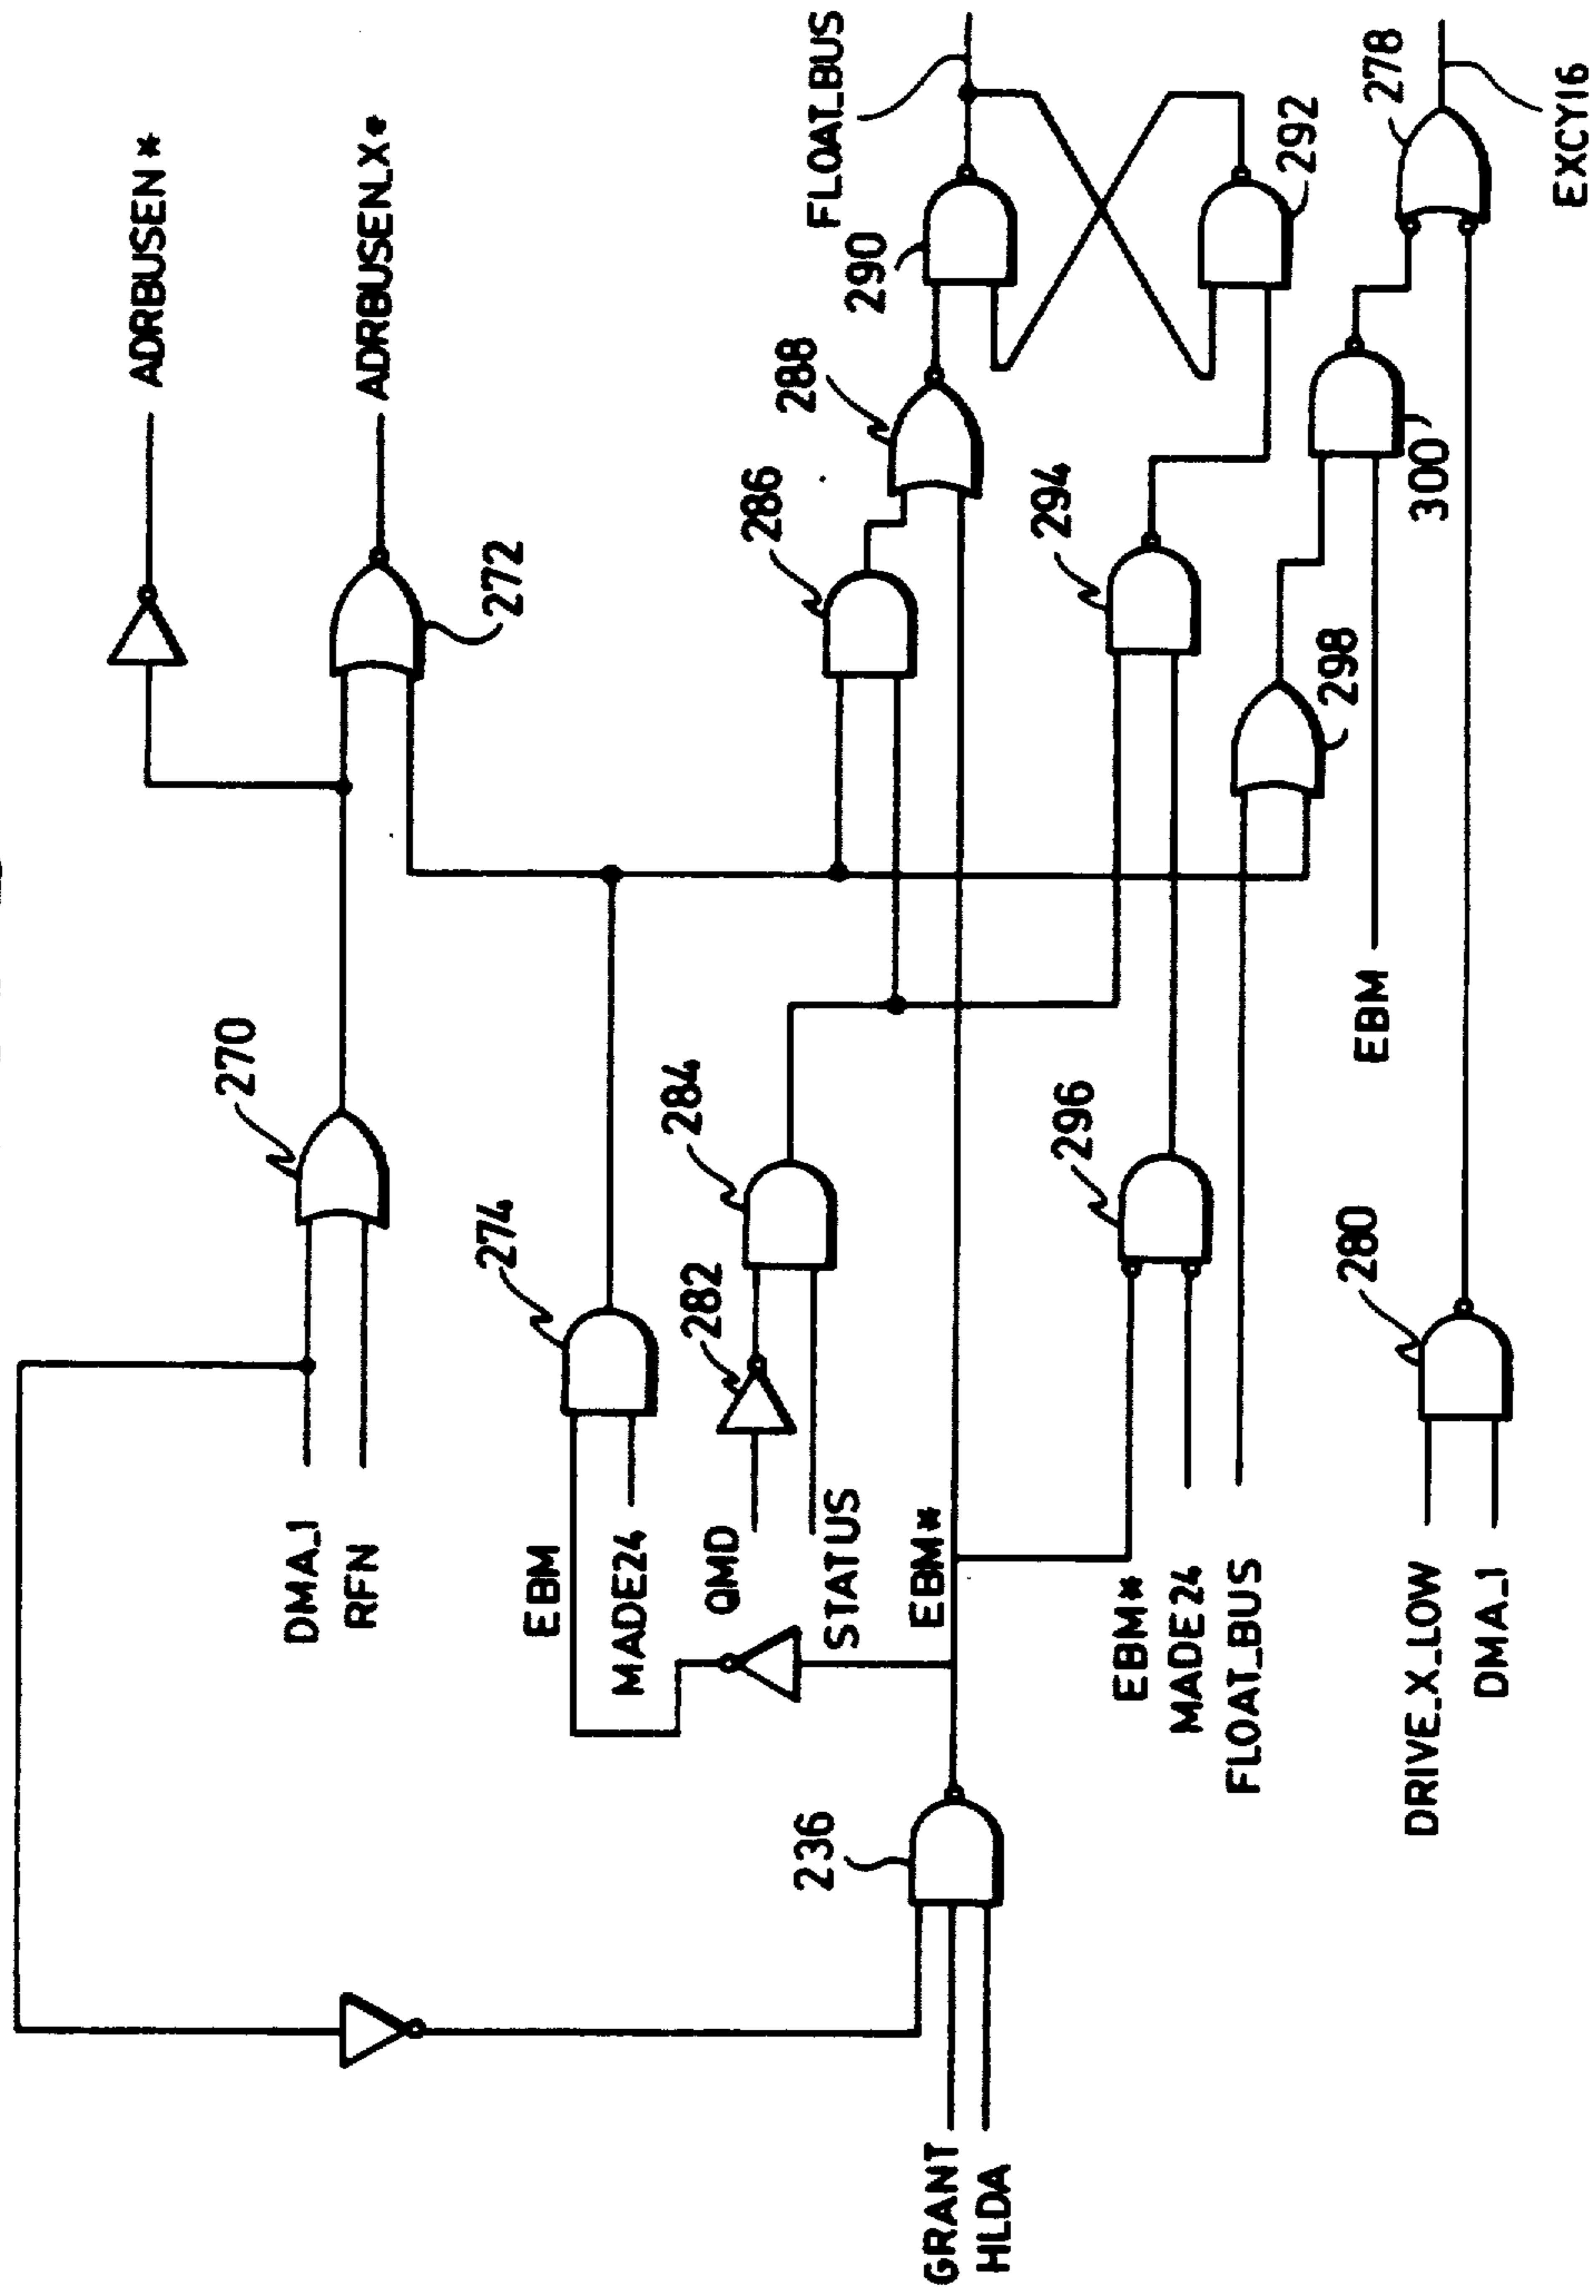 ADRBUSEN*
ADRBUSEN_X*
FLOAT_BUS
EXCY16
278
292
290
288
300
286
294
298
272
270
284
296
EBM
274
282
280
DMA_1
RFN
EBM
MADE24
QMD
STATUS
EBM*
EBM*
MADE24
FLOAT_BUS
DRIVE_X_LOW
DMA_1
236
GRANT
HLDA